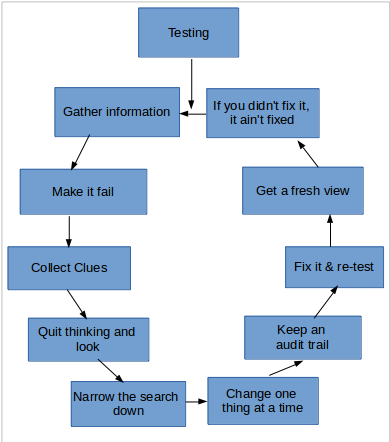 Testing
Gather information
If you didn't fix it,
it ain't fixed
Make it fail
Get a fresh view
Collect Clues
Fix it & re-test
Quit thinking and
look
Keep an
audit trail
Narrow the search
down
Change one
thing at a time